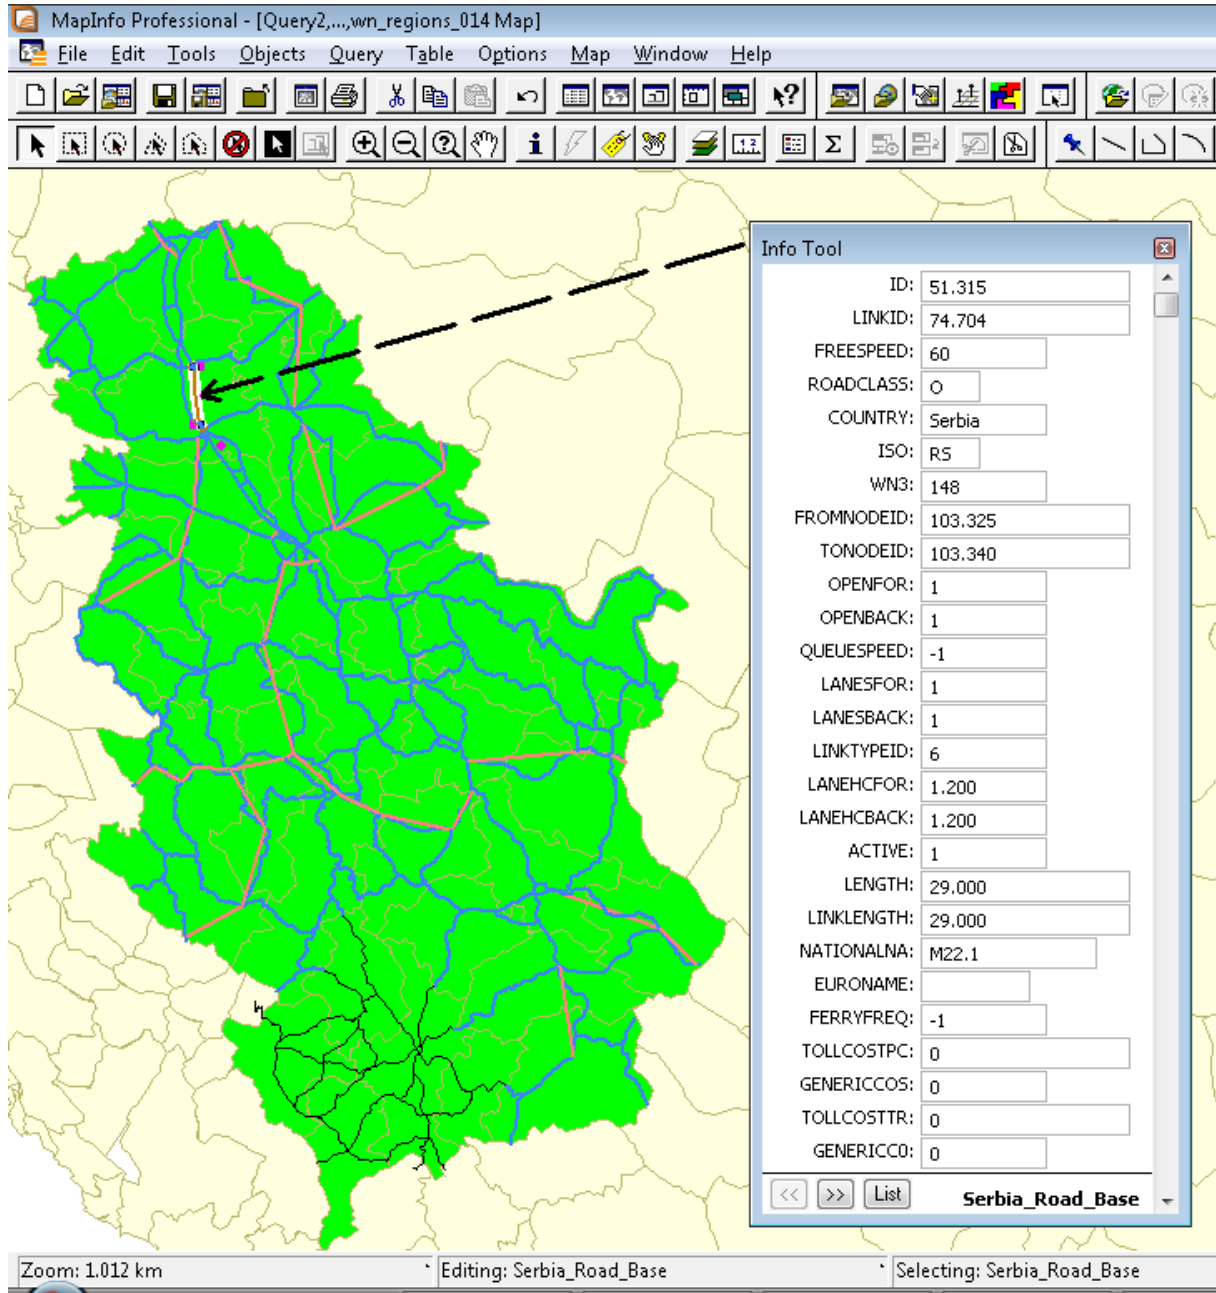 MapInfo Professional - [Query2,...,wn_regions_014 Map]
File Edit Tools Objects Query Table Options Map Window Help
Info Tool
ID: 51.315
LINKID: 74.704
FREESPEED: 60
ROADCLASS: O
COUNTRY: Serbia
ISO: RS
WN3: 148
FROMNODEID: 103.325
TONODEID: 103.340
OPENFOR: 1
OPENBACK: 1
QUEUESPEED: -1
LANESFOR: 1
LANESBACK: 1
LINKTYPEID: 6
LANEHCFOR: 1.200
LANEHCBACK: 1.200
ACTIVE: 1
LENGTH: 29.000
LINKLENGTH: 29.000
NATIONALNA: M22.1
EURONAME:
FERRYFREQ: -1
TOLLCOSTPC: 0
GENERICCOS: 0
TOLLCOSTTR: 0
GENERICC0: 0
<< >> List Serbia_Road_Base
Zoom: 1.012 km Editing: Serbia_Road_Base Selecting: Serbia_Road_Base